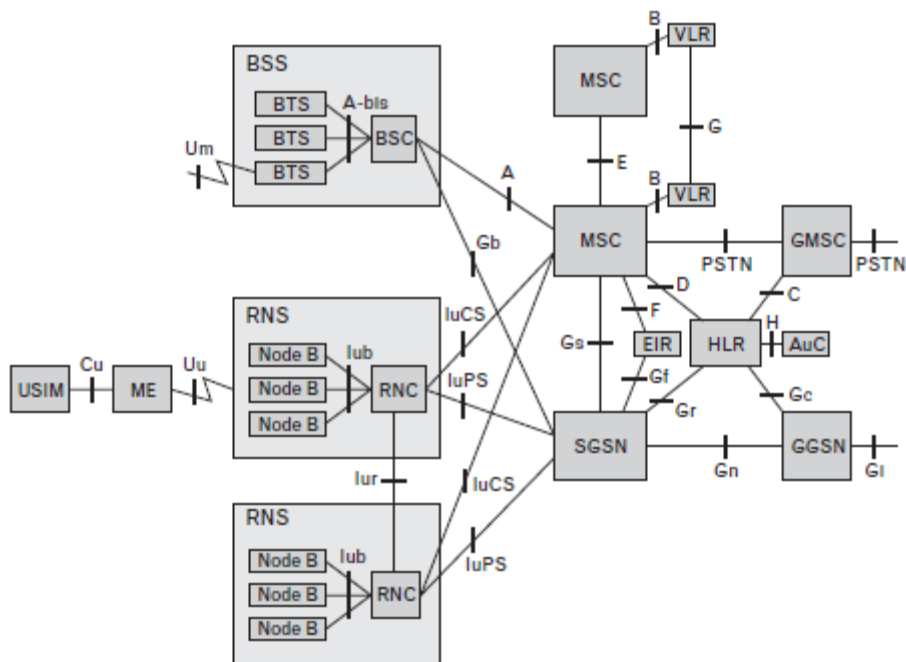 BSS
BTS
BTS
BTS
A-bis
BSC
Um
A
Gb
MSC
B
VLR
G
E
B
VLR
MSC
PSTN
GMSC
PSTN
D
C
F
Gs
EIR
HLR
H
AuC
Gf
Gr
Gc
SGSN
Gn
GGSN
Gi
RNS
Node B
Node B
Node B
Iub
RNC
IuCS
IuPS
USIM
Cu
ME
Uu
Iur
IuCS
IuPS
RNS
Node B
Node B
Node B
Iub
RNC